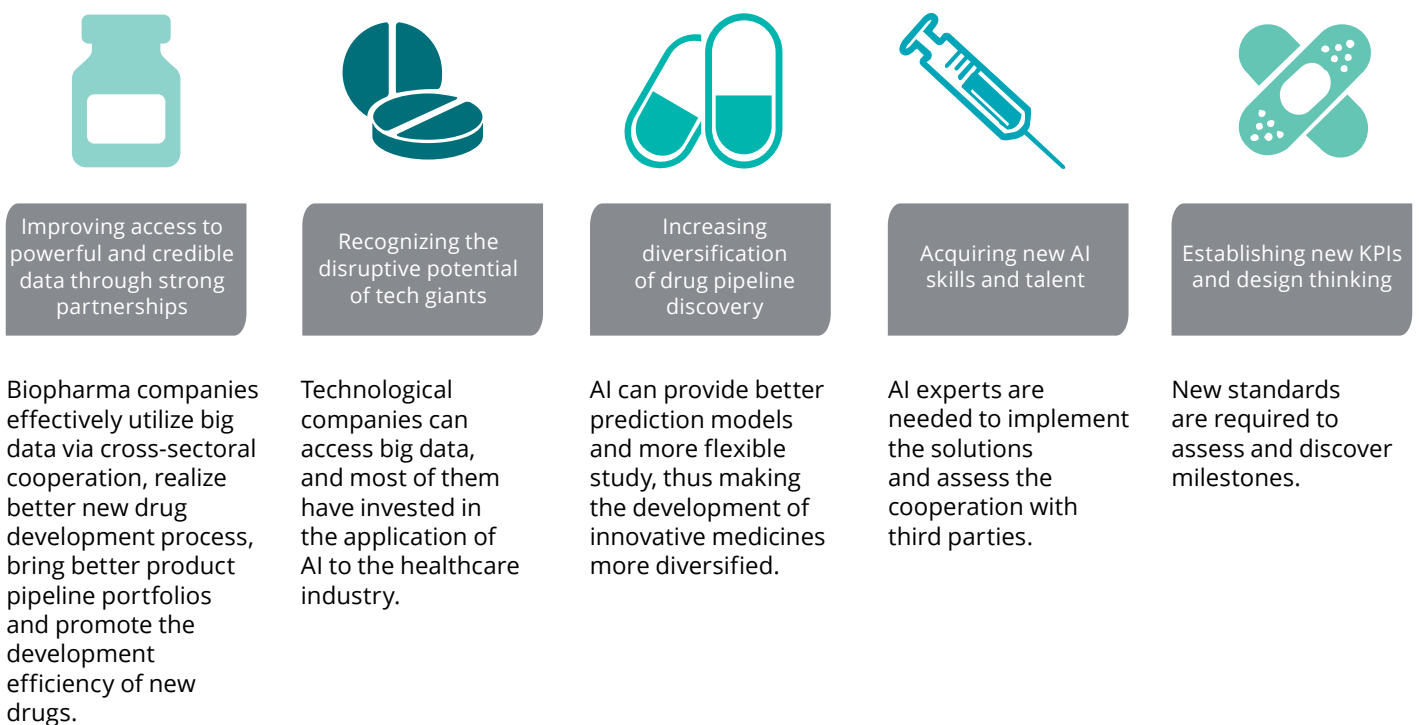 Improving access to
powerful and credible
data through strong
partnerships
Recognizing the
disruptive potential
of tech giants
Increasing
diversification
of drug pipeline
discovery
Acquiring new AI
skills and talent
Establishing new KPIs
and design thinking
Biopharma companies
effectively utilize big
data via cross-sectoral
cooperation, realize
better new drug
development process,
bring better product
pipeline portfolios
and promote the
development
efficiency of new
drugs.
Technological
companies can
access big data,
and most of them
have invested in
the application of
AI to the healthcare
industry.
AI can provide better
prediction models
and more flexible
study, thus making
the development of
innovative medicines
more diversified.
AI experts are
needed to implement
the solutions
and assess the
cooperation with
third parties.
New standards
are required to
assess and discover
milestones.